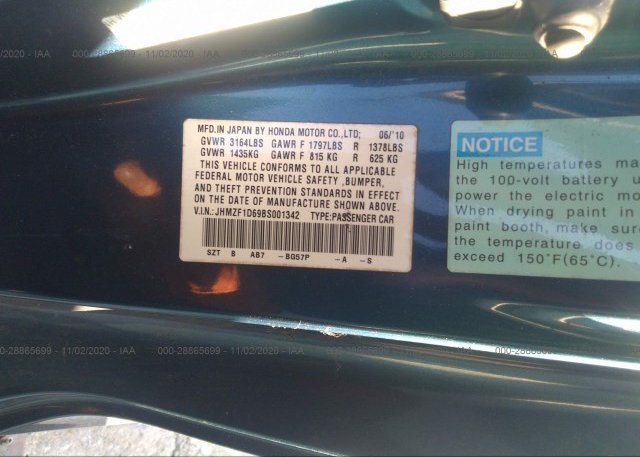 000-28865699 - 11/02/2020 - IAA
MFD.IN JAPAN BY HONDA MOTOR CO.,LTD; 06/'10
GVWR 3164LBS GAWR F 1797LBS R 1378LBS
GVWR 1435KG GAWR F 815 KG R 625 KG
THIS VEHICLE CONFORMS TO ALL APPLICABLE
FEDERAL MOTOR VEHICLE SAFETY ,BUMPER,
AND THEFT PREVENTION STANDARDS IN EFFECT
ON THE DATE OF MANUFACTURE SHOWN ABOVE.
V.I.N.: JHMZF1D69BS001342 TYPE:PASSENGER CAR
SZT B AB7 -BG57P -A -S
NOTICE
High temperatures
the 100-volt battery
power the electric
When drying paint in
paint booth, make sure
the temperature does
exceed 150°F(65°C).
000-28865699 - 11/02/2020 - IAA